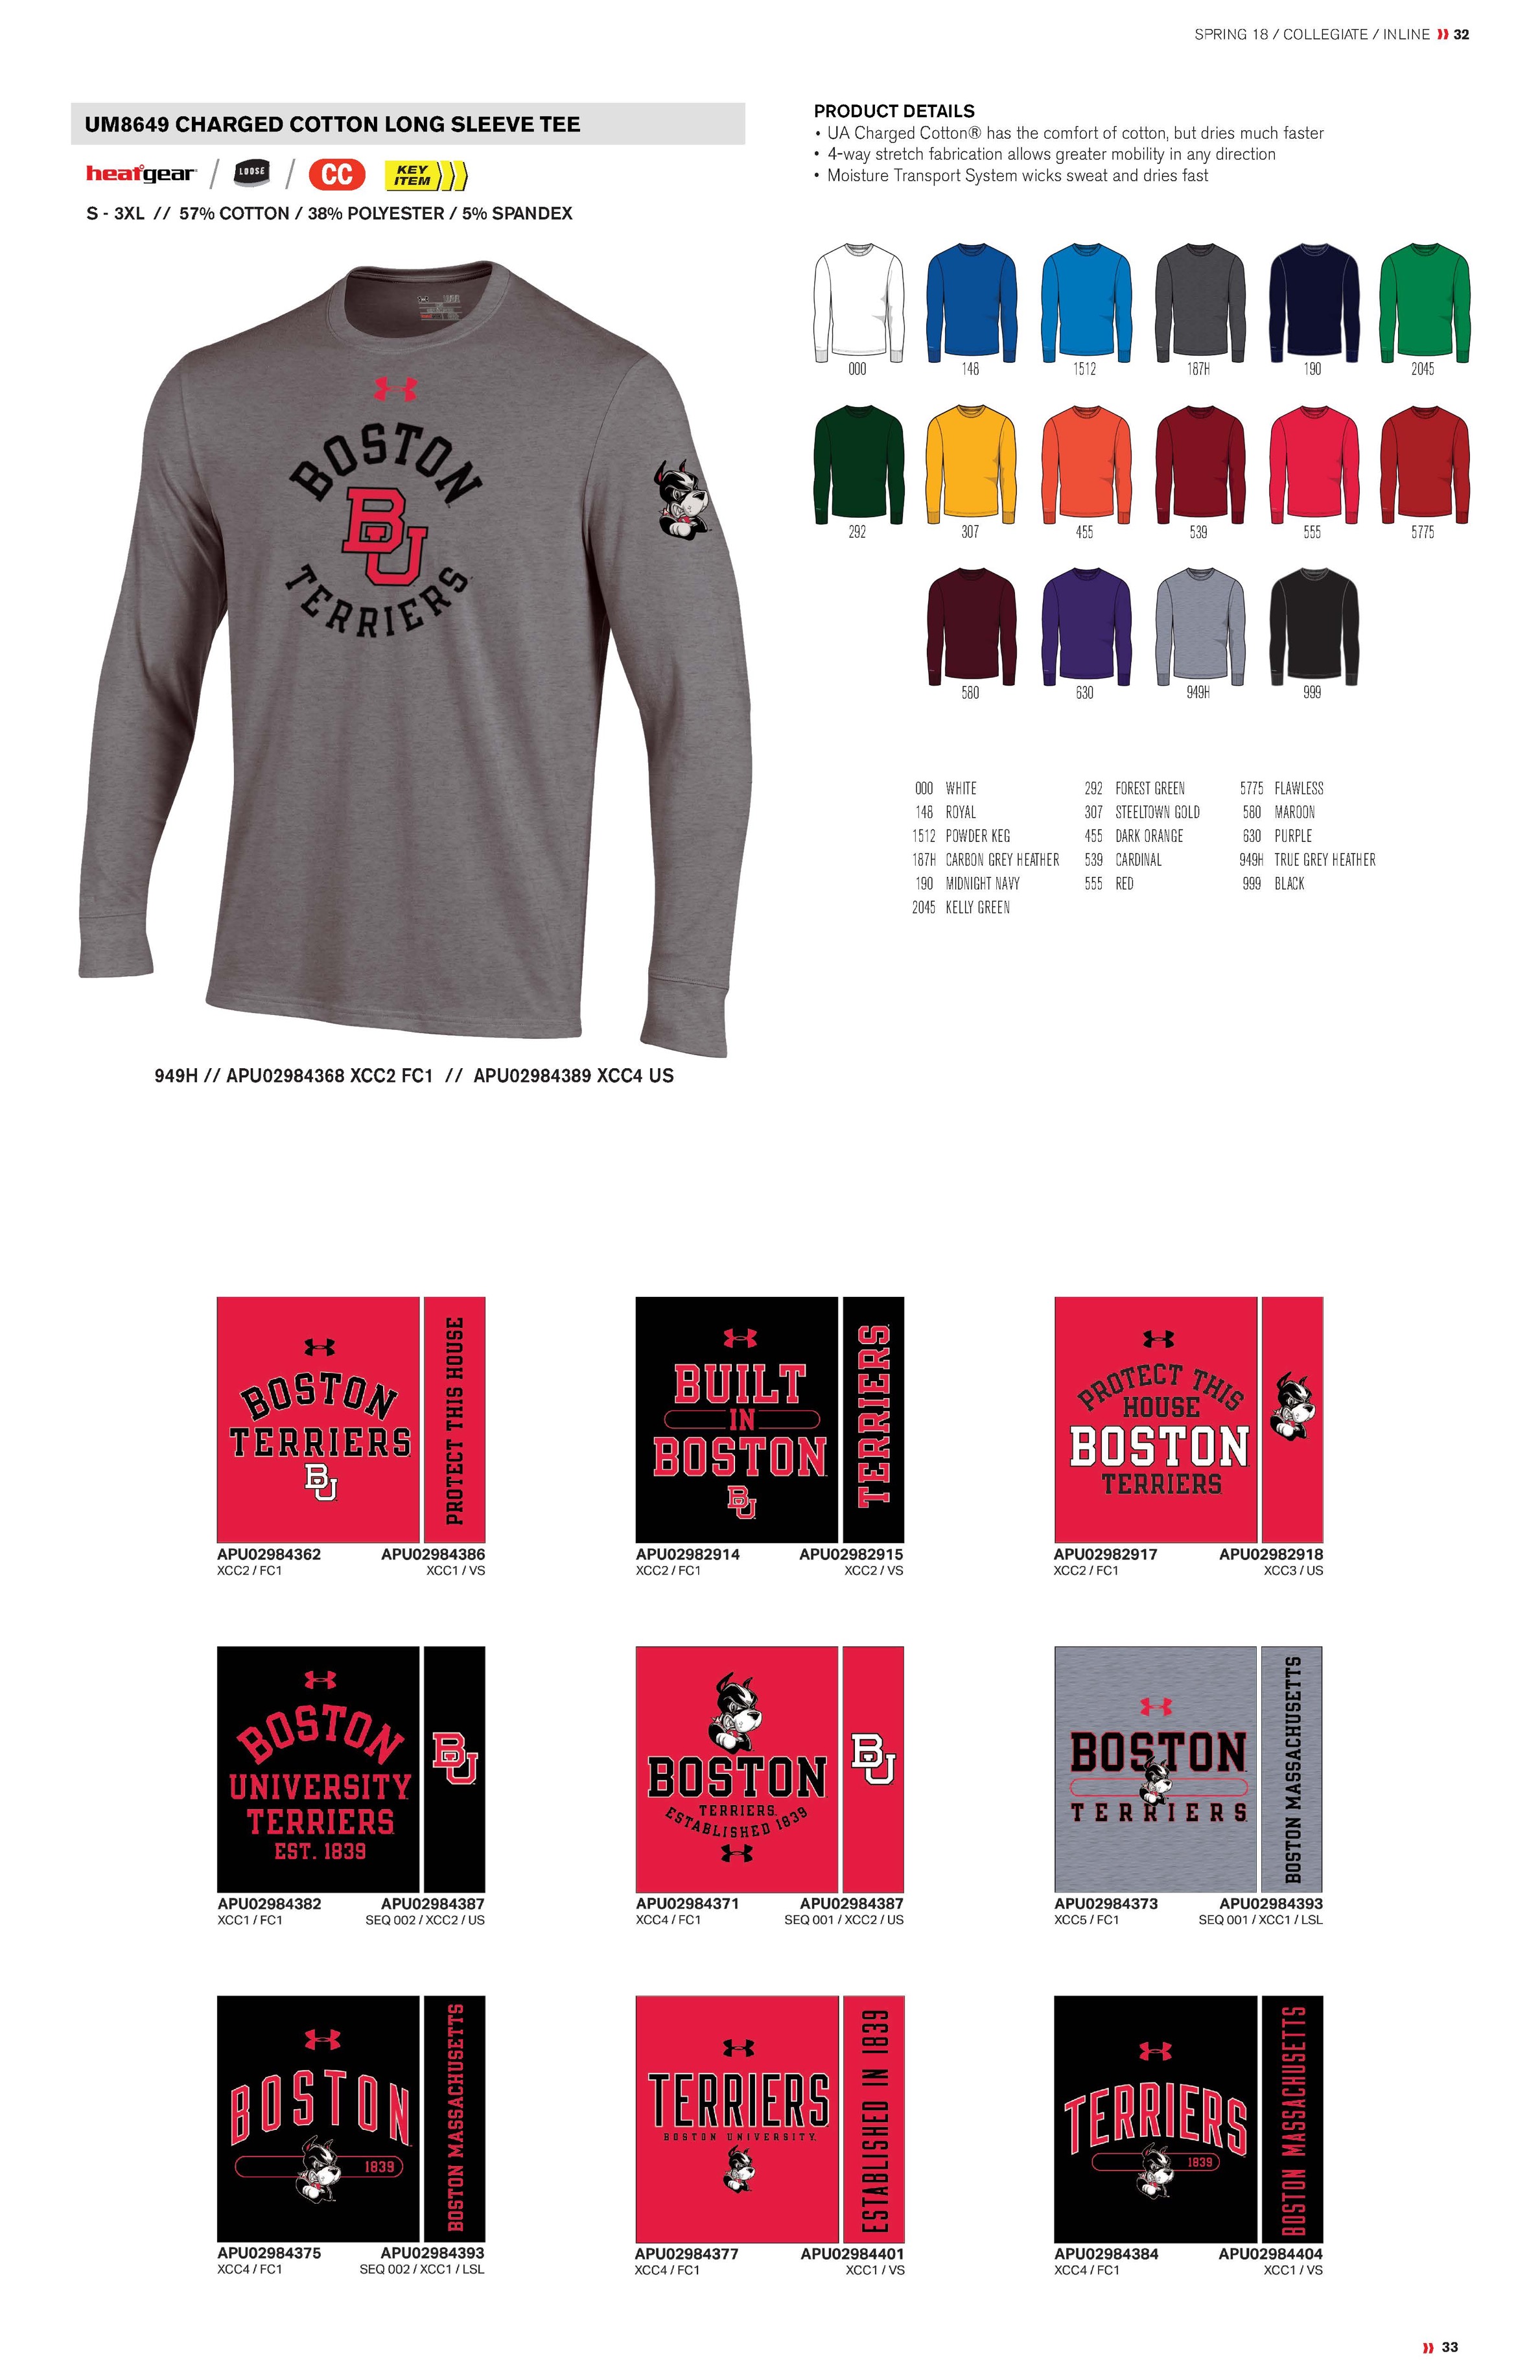 SPRING 18 / COLLEGIATE / INLINE 32
UM8649 CHARGED COTTON LONG SLEEVE TEE
heatgear / LOOSE / CC KEY ITEM
S - 3XL // 57% COTTON / 38% POLYESTER / 5% SPANDEX
PRODUCT DETAILS
• UA Charged Cotton® has the comfort of cotton, but dries much faster
• 4-way stretch fabrication allows greater mobility in any direction
• Moisture Transport System wicks sweat and dries fast
BOSTON
BU
TERRIERS
000 148 1512 187H 190 2045
292 307 455 539 555 5775
580 630 949H 999
000 WHITE
148 ROYAL
1512 POWDER KEG
187H CARBON GREY HEATHER
190 MIDNIGHT NAVY
2045 KELLY GREEN
292 FOREST GREEN
307 STEELTOWN GOLD
455 DARK ORANGE
539 CARDINAL
555 RED
5775 FLAWLESS
580 MAROON
630 PURPLE
949H TRUE GREY HEATHER
999 BLACK
949H // APU02984368 XCC2 FC1 // APU02984389 XCC4 US
BOSTON
TERRIERS
BU
PROTECT THIS HOUSE
APU02984362 APU02984386
XCC2 / FC1 XCC1 / VS
BUILT
IN
BOSTON
BU
TERRIERS
APU02982914 APU02982915
XCC2 / FC1 XCC2 / VS
PROTECT THIS
HOUSE
BOSTON
TERRIERS
APU02982917 APU02982918
XCC2 / FC1 XCC3 / US
BOSTON
UNIVERSITY
TERRIERS
EST. 1839
BU
APU02984382 APU02984387
XCC1 / FC1 SEQ 002 / XCC2 / US
BOSTON
TERRIERS
ESTABLISHED 1839
BU
APU02984371 APU02984387
XCC4 / FC1 SEQ 001 / XCC2 / US
BOSTON
TERRIERS
BOSTON MASSACHUSETTS
APU02984373 APU02984393
XCC5 / FC1 SEQ 001 / XCC1 / LSL
BOSTON
1839
BOSTON MASSACHUSETTS
APU02984375 APU02984393
XCC4 / FC1 SEQ 002 / XCC1 / LSL
TERRIERS
BOSTON UNIVERSITY
ESTABLISHED IN 1839
APU02984377 APU02984401
XCC4 / FC1 XCC1 / VS
TERRIERS
1839
BOSTON MASSACHUSETTS
APU02984384 APU02984404
XCC4 / FC1 XCC1 / VS
33